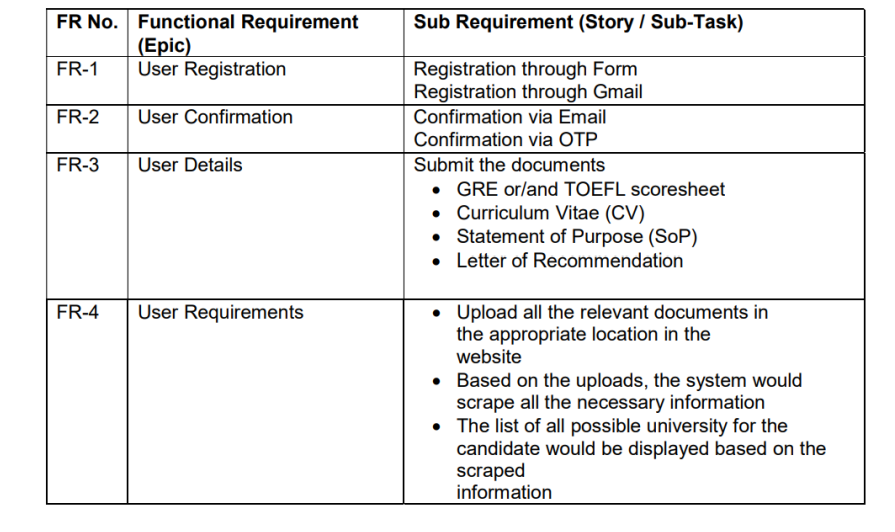 FR No. Functional Requirement (Epic) Sub Requirement (Story / Sub-Task)
FR-1 User Registration Registration through Form
Registration through Gmail
FR-2 User Confirmation Confirmation via Email
Confirmation via OTP
FR-3 User Details Submit the documents
• GRE or/and TOEFL scoresheet
• Curriculum Vitae (CV)
• Statement of Purpose (SoP)
• Letter of Recommendation
FR-4 User Requirements • Upload all the relevant documents in
the appropriate location in the
website
• Based on the uploads, the system would
scrape all the necessary information
• The list of all possible university for the
candidate would be displayed based on the
scraped
information